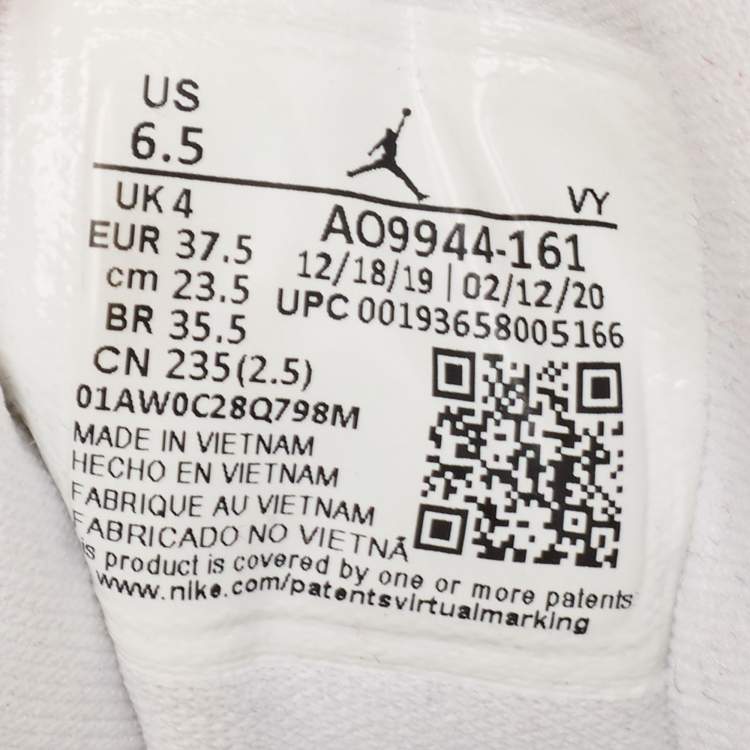 US
6.5
VY
UK 4
EUR 37.5
cm 23.5
BR 35.5
CN 235(2.5)
AO9944-161
12/18/19 | 02/12/20
UPC 00193658005166
01AW0C28Q798M
MADE IN VIETNAM
HECHO EN VIETNAM
FABRIQUE AU VIETNAM
FABRICADO NO VIETNÃ
is product is covered by one or more patents
www.nike.com/patentsvirtualmarking